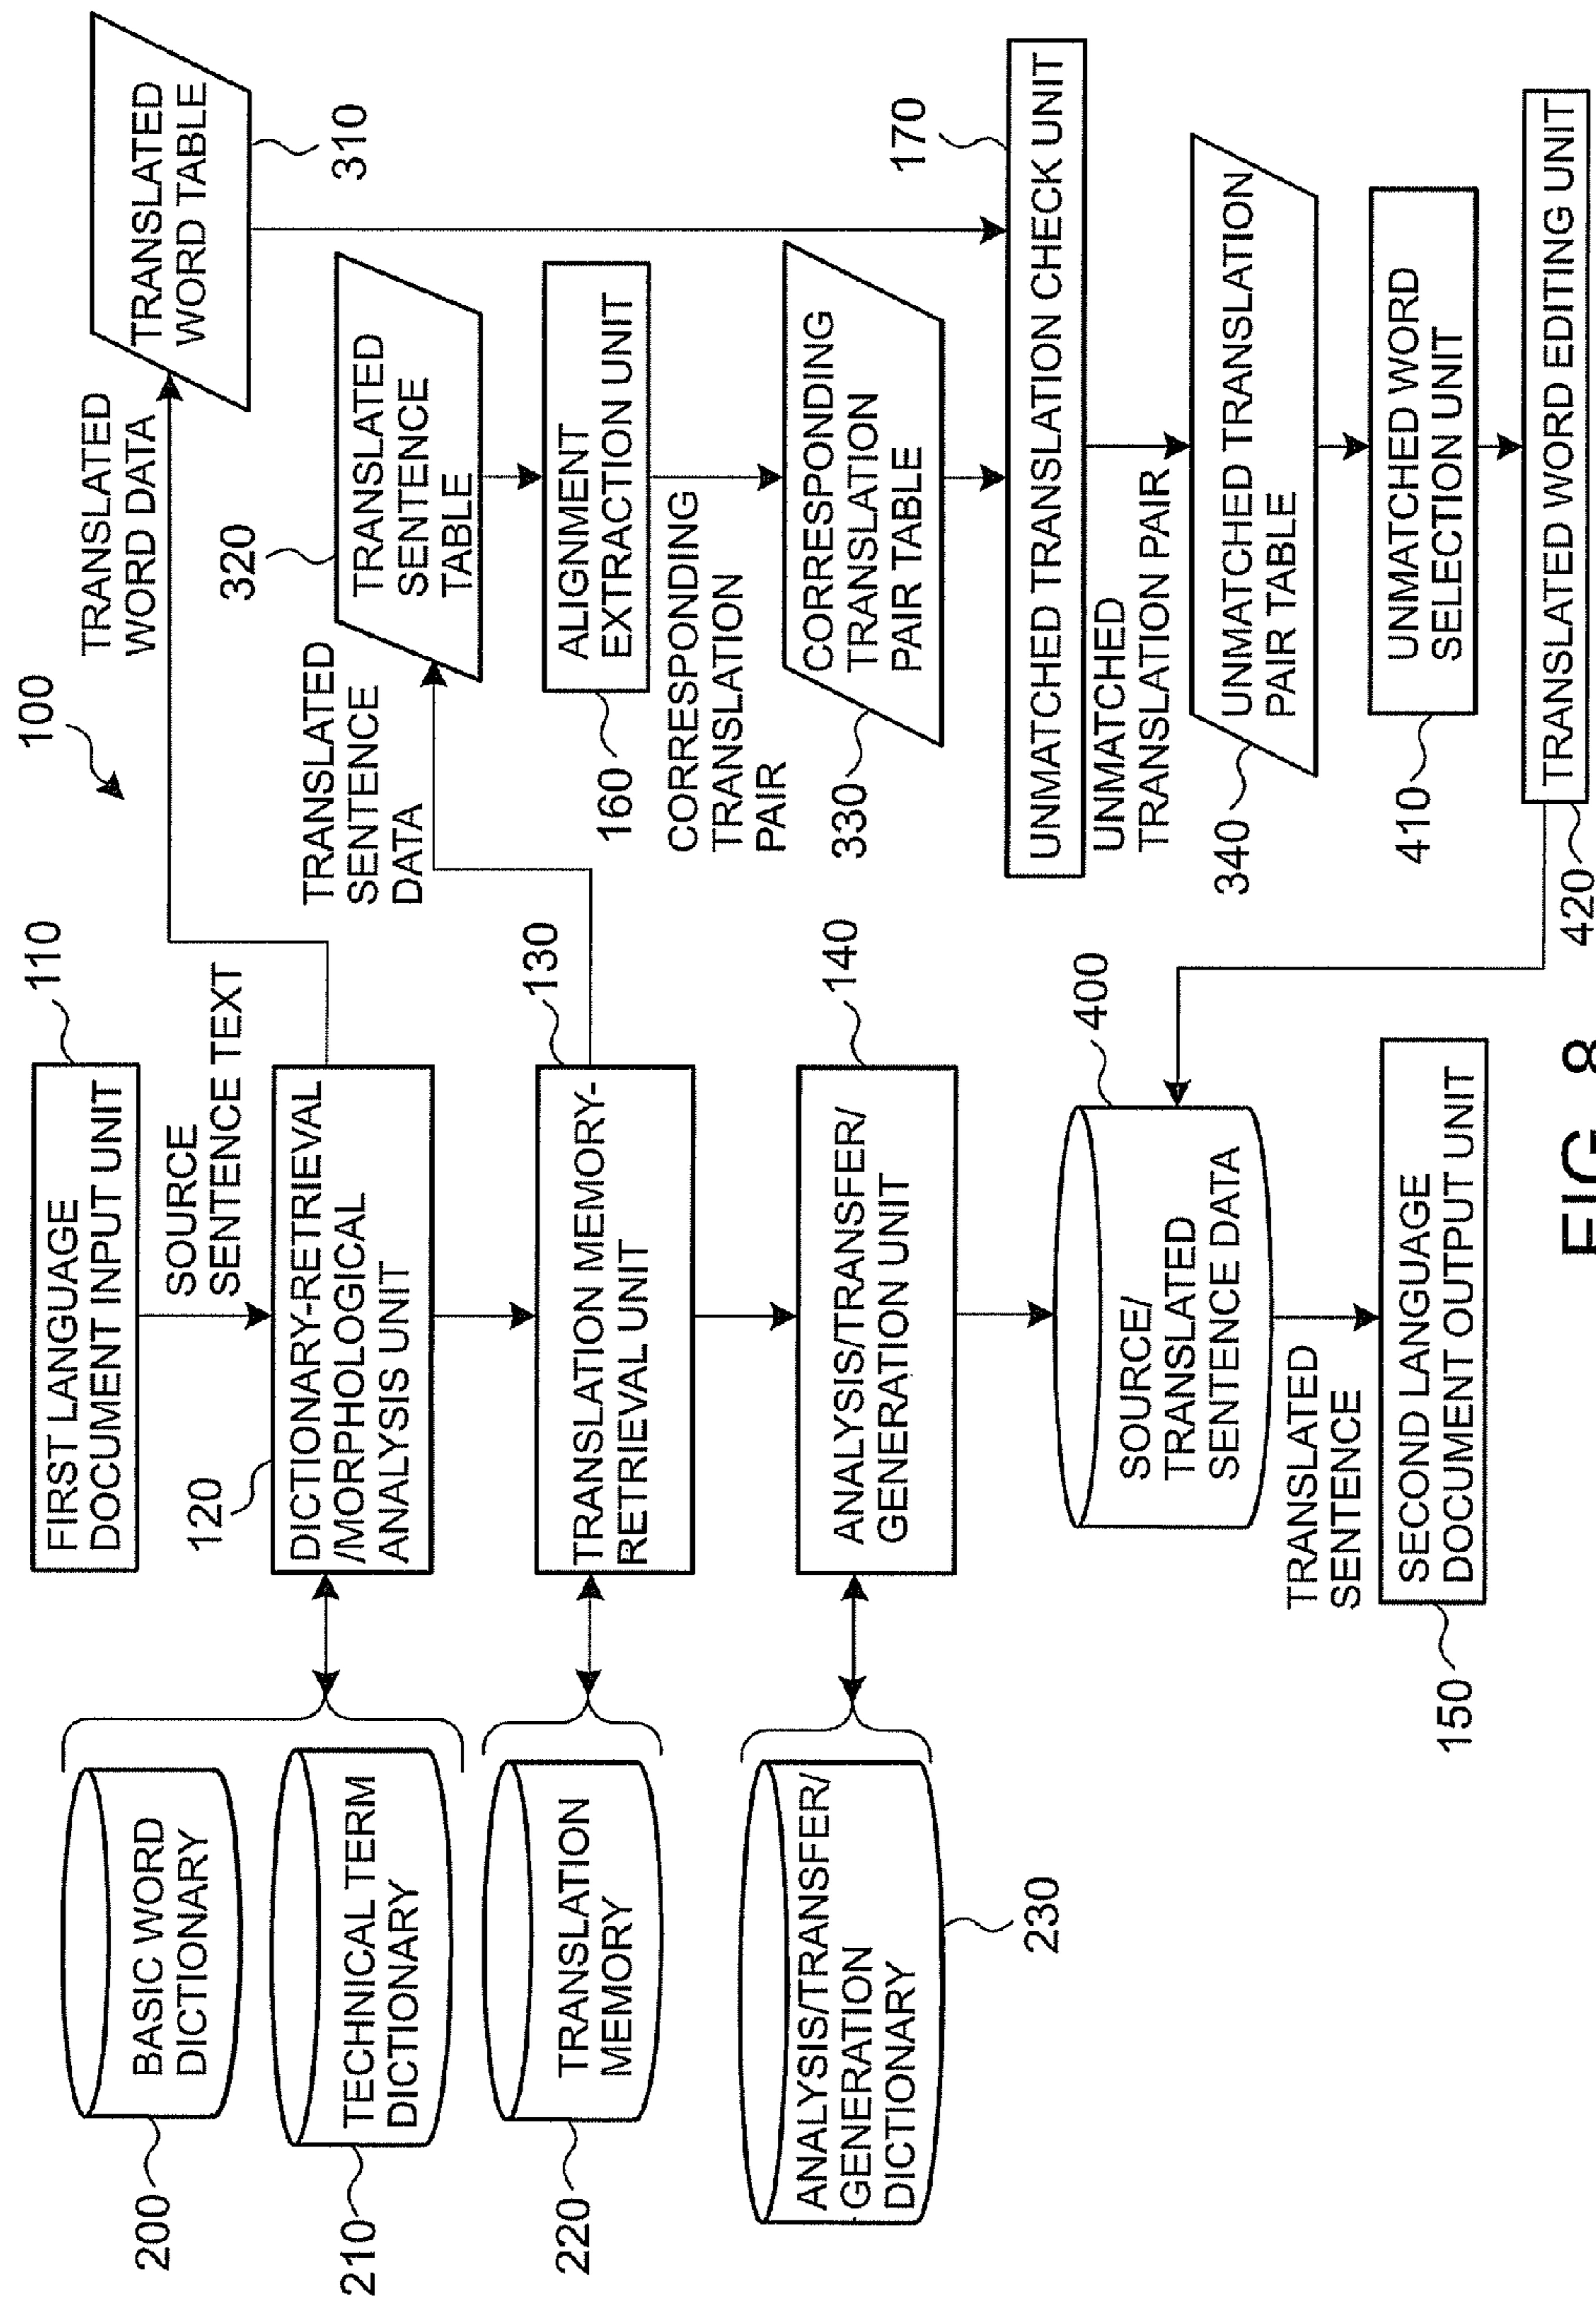 100
BASIC WORD
DICTIONARY
200
TECHNICAL TERM
DICTIONARY
210
TRANSLATION
MEMORY
220
ANALYSIS/TRANSFER/
GENERATION
DICTIONARY
230
FIRST LANGUAGE
DOCUMENT INPUT UNIT
110
SOURCE
SENTENCE TEXT
120
DICTIONARY-RETRIEVAL
/MORPHOLOGICAL
ANALYSIS UNIT
TRANSLATION MEMORY-
RETRIEVAL UNIT
130
ANALYSIS/TRANSFER/
GENERATION UNIT
140
SOURCE/
TRANSLATED
SENTENCE DATA
400
TRANSLATED
SENTENCE
SECOND LANGUAGE
DOCUMENT OUTPUT UNIT
150
TRANSLATED
WORD DATA
TRANSLATED
WORD TABLE
310
TRANSLATED
SENTENCE
DATA
320
TRANSLATED
SENTENCE
TABLE
ALIGNMENT
EXTRACTION UNIT
160
CORRESPONDING
TRANSLATION
PAIR
CORRESPONDING
TRANSLATION
PAIR TABLE
330
170
UNMATCHED TRANSLATION CHECK UNIT
UNMATCHED
TRANSLATION PAIR
UNMATCHED TRANSLATION
PAIR TABLE
340
UNMATCHED WORD
SELECTION UNIT
410
TRANSLATED WORD EDITING UNIT
420
FIG. 8